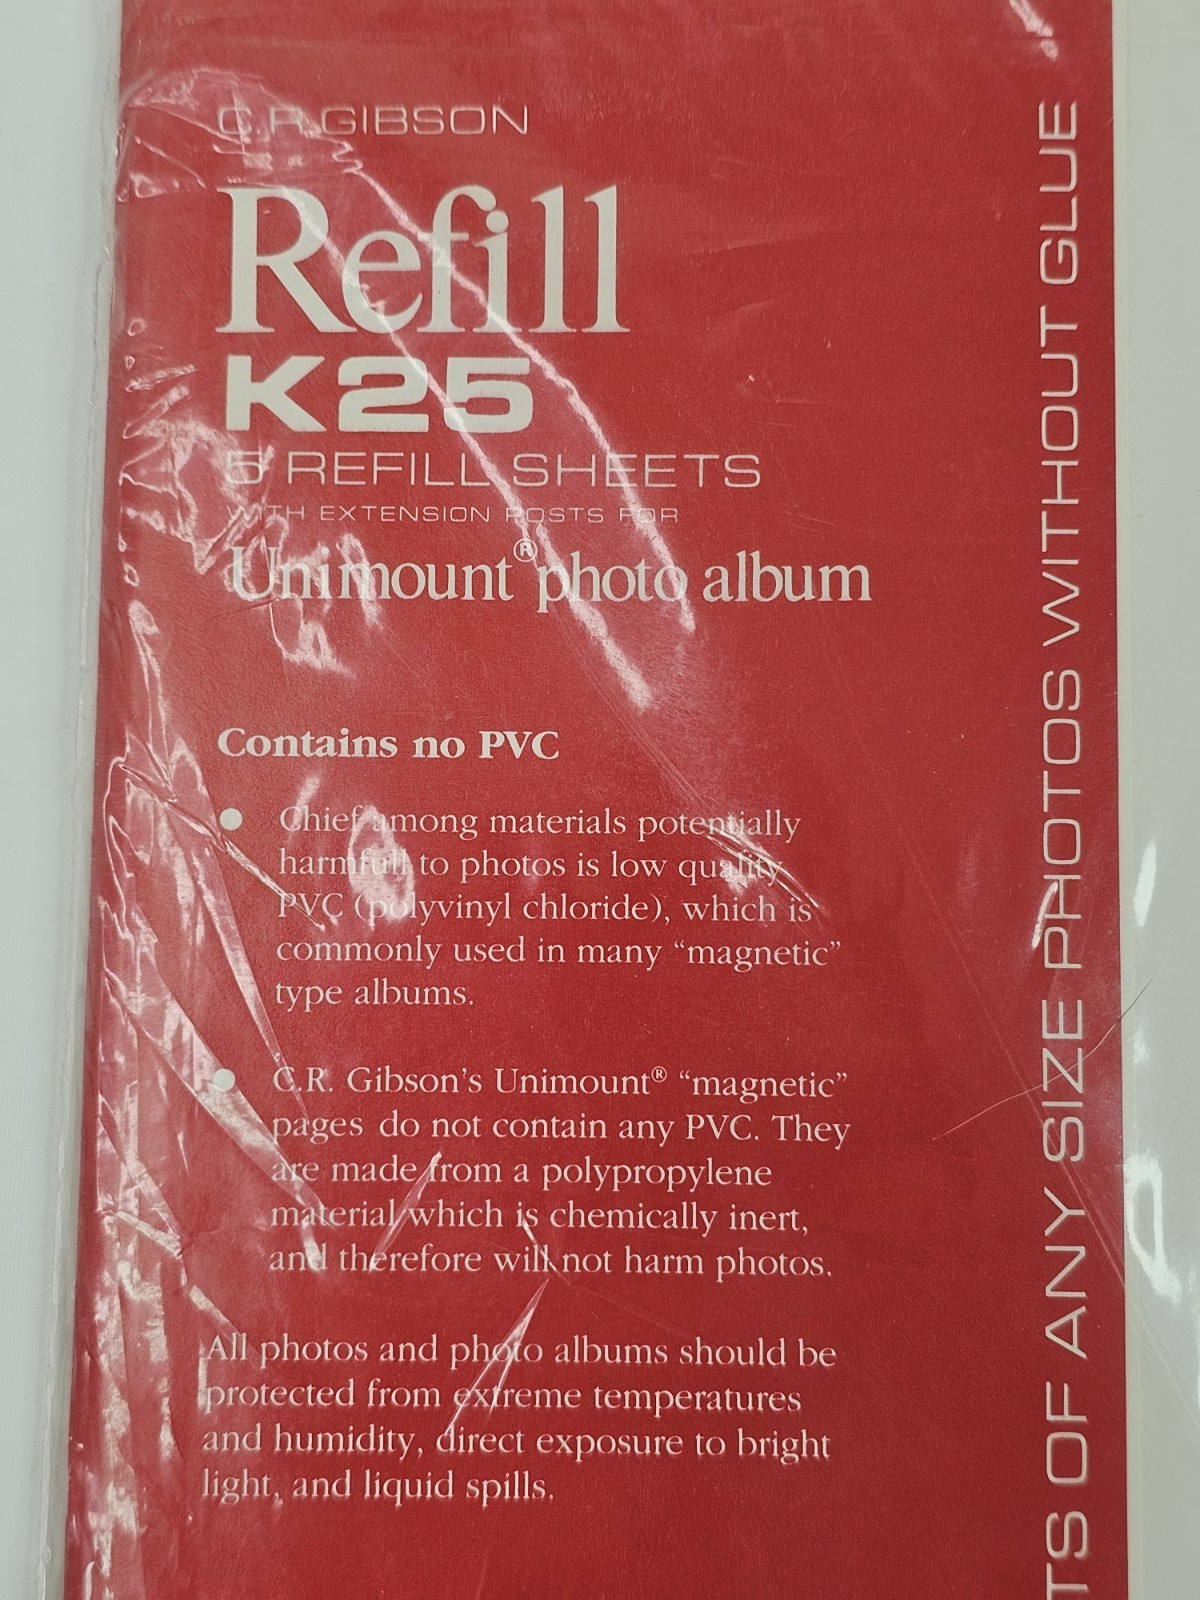 C.R. GIBSON
Refill
K25
5 REFILL SHEETS
WITH EXTENSION POSTS FOR
Unimount® photo album
Contains no PVC
● Chief among materials potentially
harmfull to photos is low quality
PVC (polyvinyl chloride), which is
commonly used in many “magnetic”
type albums.
● C.R. Gibson’s Unimount® “magnetic”
pages do not contain any PVC. They
are made from a polypropylene
material which is chemically inert,
and therefore will not harm photos.
All photos and photo albums should be
protected from extreme temperatures
and humidity, direct exposure to bright
light, and liquid spills.
TS OF ANY SIZE PHOTOS WITHOUT GLUE